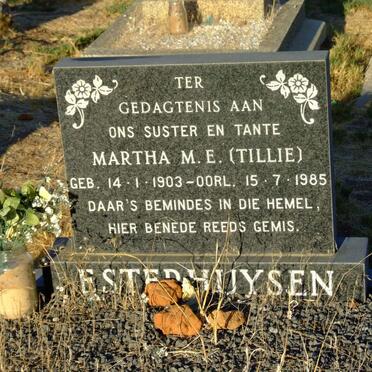 TER
GEDAGTENIS AAN
ONS SUSTER EN TANTE
MARTHA M.E. (TILLIE)
GEB. 14·1·1903-OORL. 15·7·1985
DAAR'S BEMINDES IN DIE HEMEL,
HIER BENEDE REEDS GEMIS.
ESTERHUYSEN